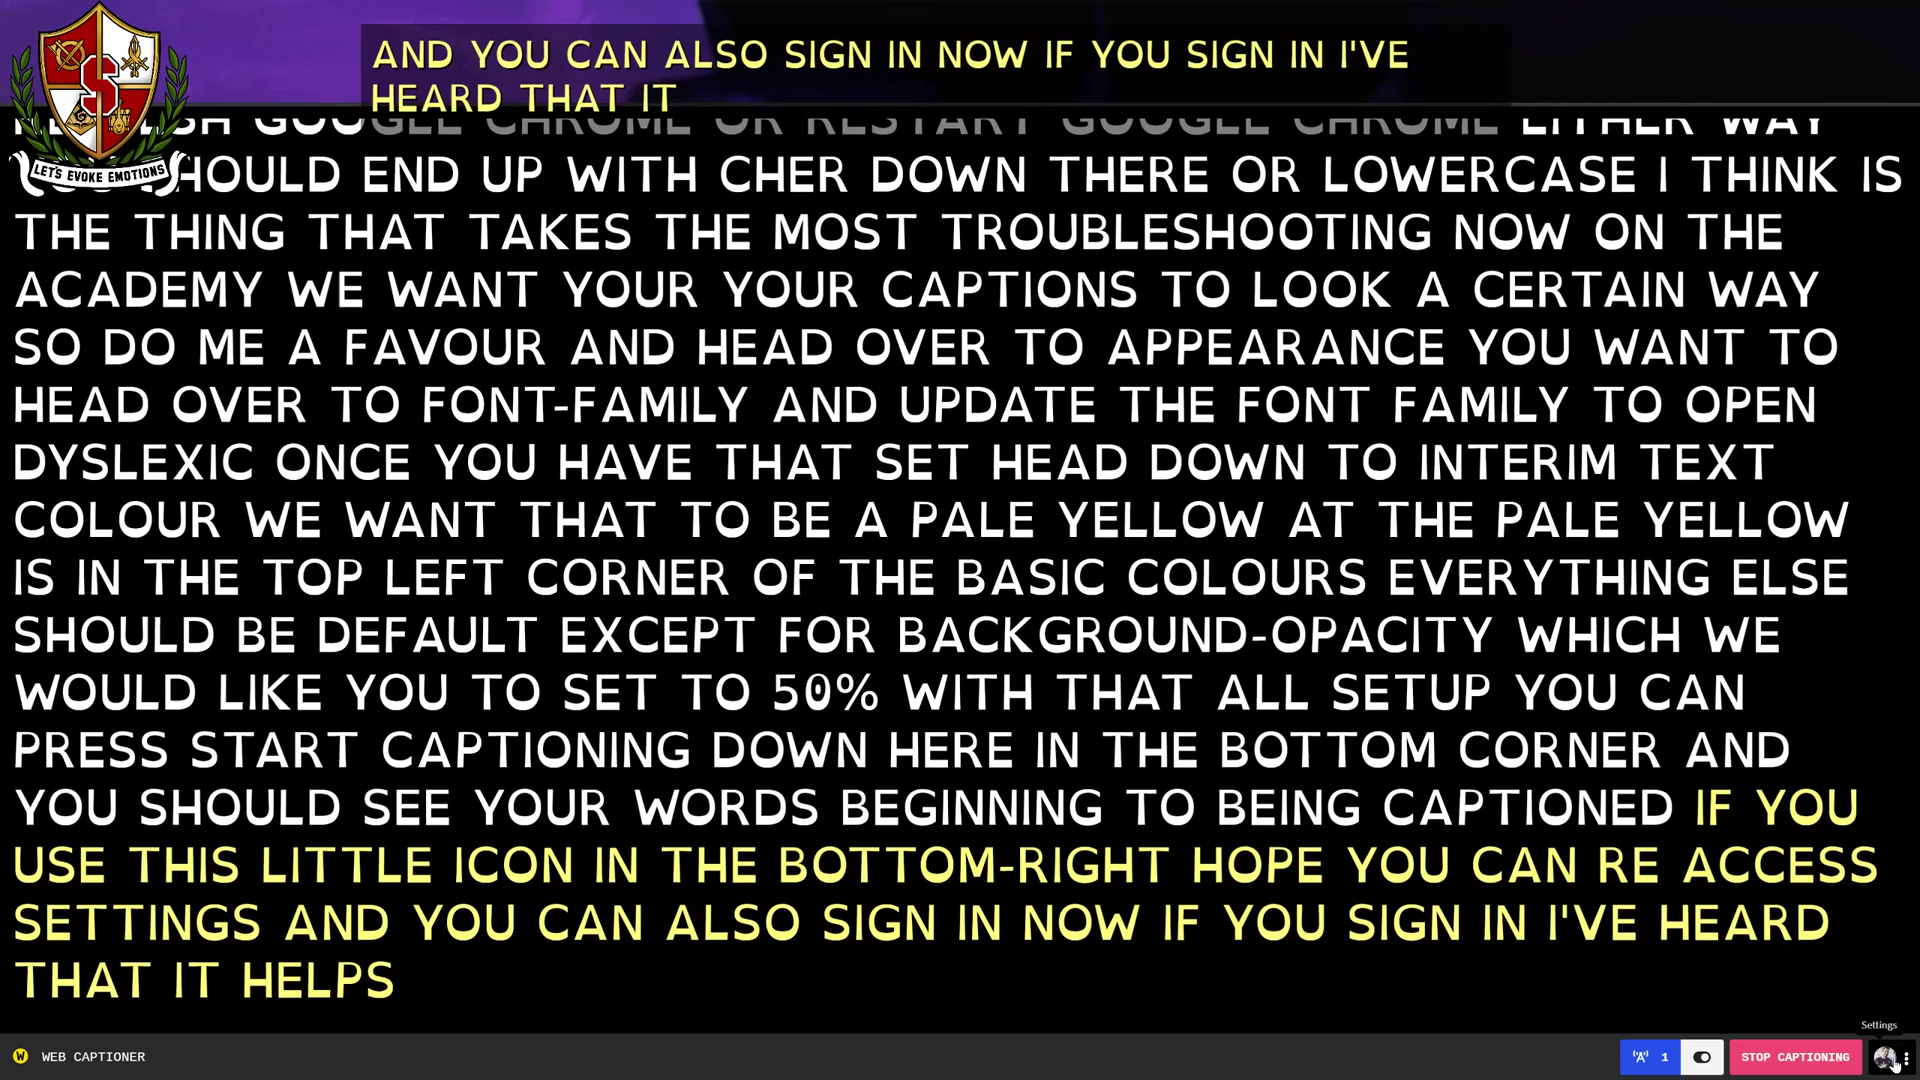 AND YOU CAN ALSO SIGN IN NOW IF YOU SIGN IN I'VE
HEARD THAT IT
S
LET'S EVOKE EMOTIONS
GOOGLE CHROME OR RESTART GOOGLE CHROME EITHER WAY
HOULD END UP WITH CHER DOWN THERE OR LOWERCASE I THINK IS
THE THING THAT TAKES THE MOST TROUBLESHOOTING NOW ON THE
ACADEMY WE WANT YOUR YOUR CAPTIONS TO LOOK A CERTAIN WAY
SO DO ME A FAVOUR AND HEAD OVER TO APPEARANCE YOU WANT TO
HEAD OVER TO FONT-FAMILY AND UPDATE THE FONT FAMILY TO OPEN
DYSLEXIC ONCE YOU HAVE THAT SET HEAD DOWN TO INTERIM TEXT
COLOUR WE WANT THAT TO BE A PALE YELLOW AT THE PALE YELLOW
IS IN THE TOP LEFT CORNER OF THE BASIC COLOURS EVERYTHING ELSE
SHOULD BE DEFAULT EXCEPT FOR BACKGROUND-OPACITY WHICH WE
WOULD LIKE YOU TO SET TO 50% WITH THAT ALL SETUP YOU CAN
PRESS START CAPTIONING DOWN HERE IN THE BOTTOM CORNER AND
YOU SHOULD SEE YOUR WORDS BEGINNING TO BEING CAPTIONED IF YOU
USE THIS LITTLE ICON IN THE BOTTOM-RIGHT HOPE YOU CAN RE ACCESS
SETTINGS AND YOU CAN ALSO SIGN IN NOW IF YOU SIGN IN I'VE HEARD
THAT IT HELPS
Settings
W WEB CAPTIONER
1
STOP CAPTIONING